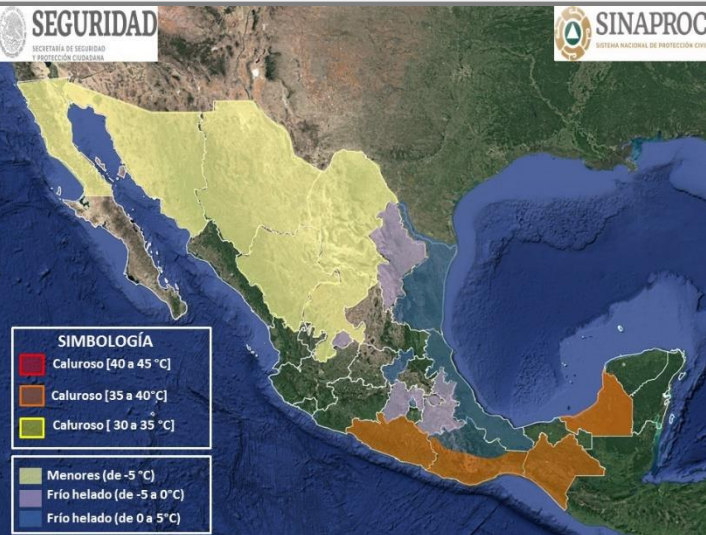 SEGURIDAD
SECRETARÍA DE SEGURIDAD
Y PROTECCIÓN CIUDADANA
SINAPROC
SISTEMA NACIONAL DE PROTECCIÓN CIVIL
SIMBOLOGÍA
Caluroso [40 a 45 °C]
Caluroso [35 a 40°C]
Caluroso [ 30 a 35 °C]
Menores (de -5 °C)
Frío helado (de -5 a 0°C)
Frío helado (de 0 a 5°C)